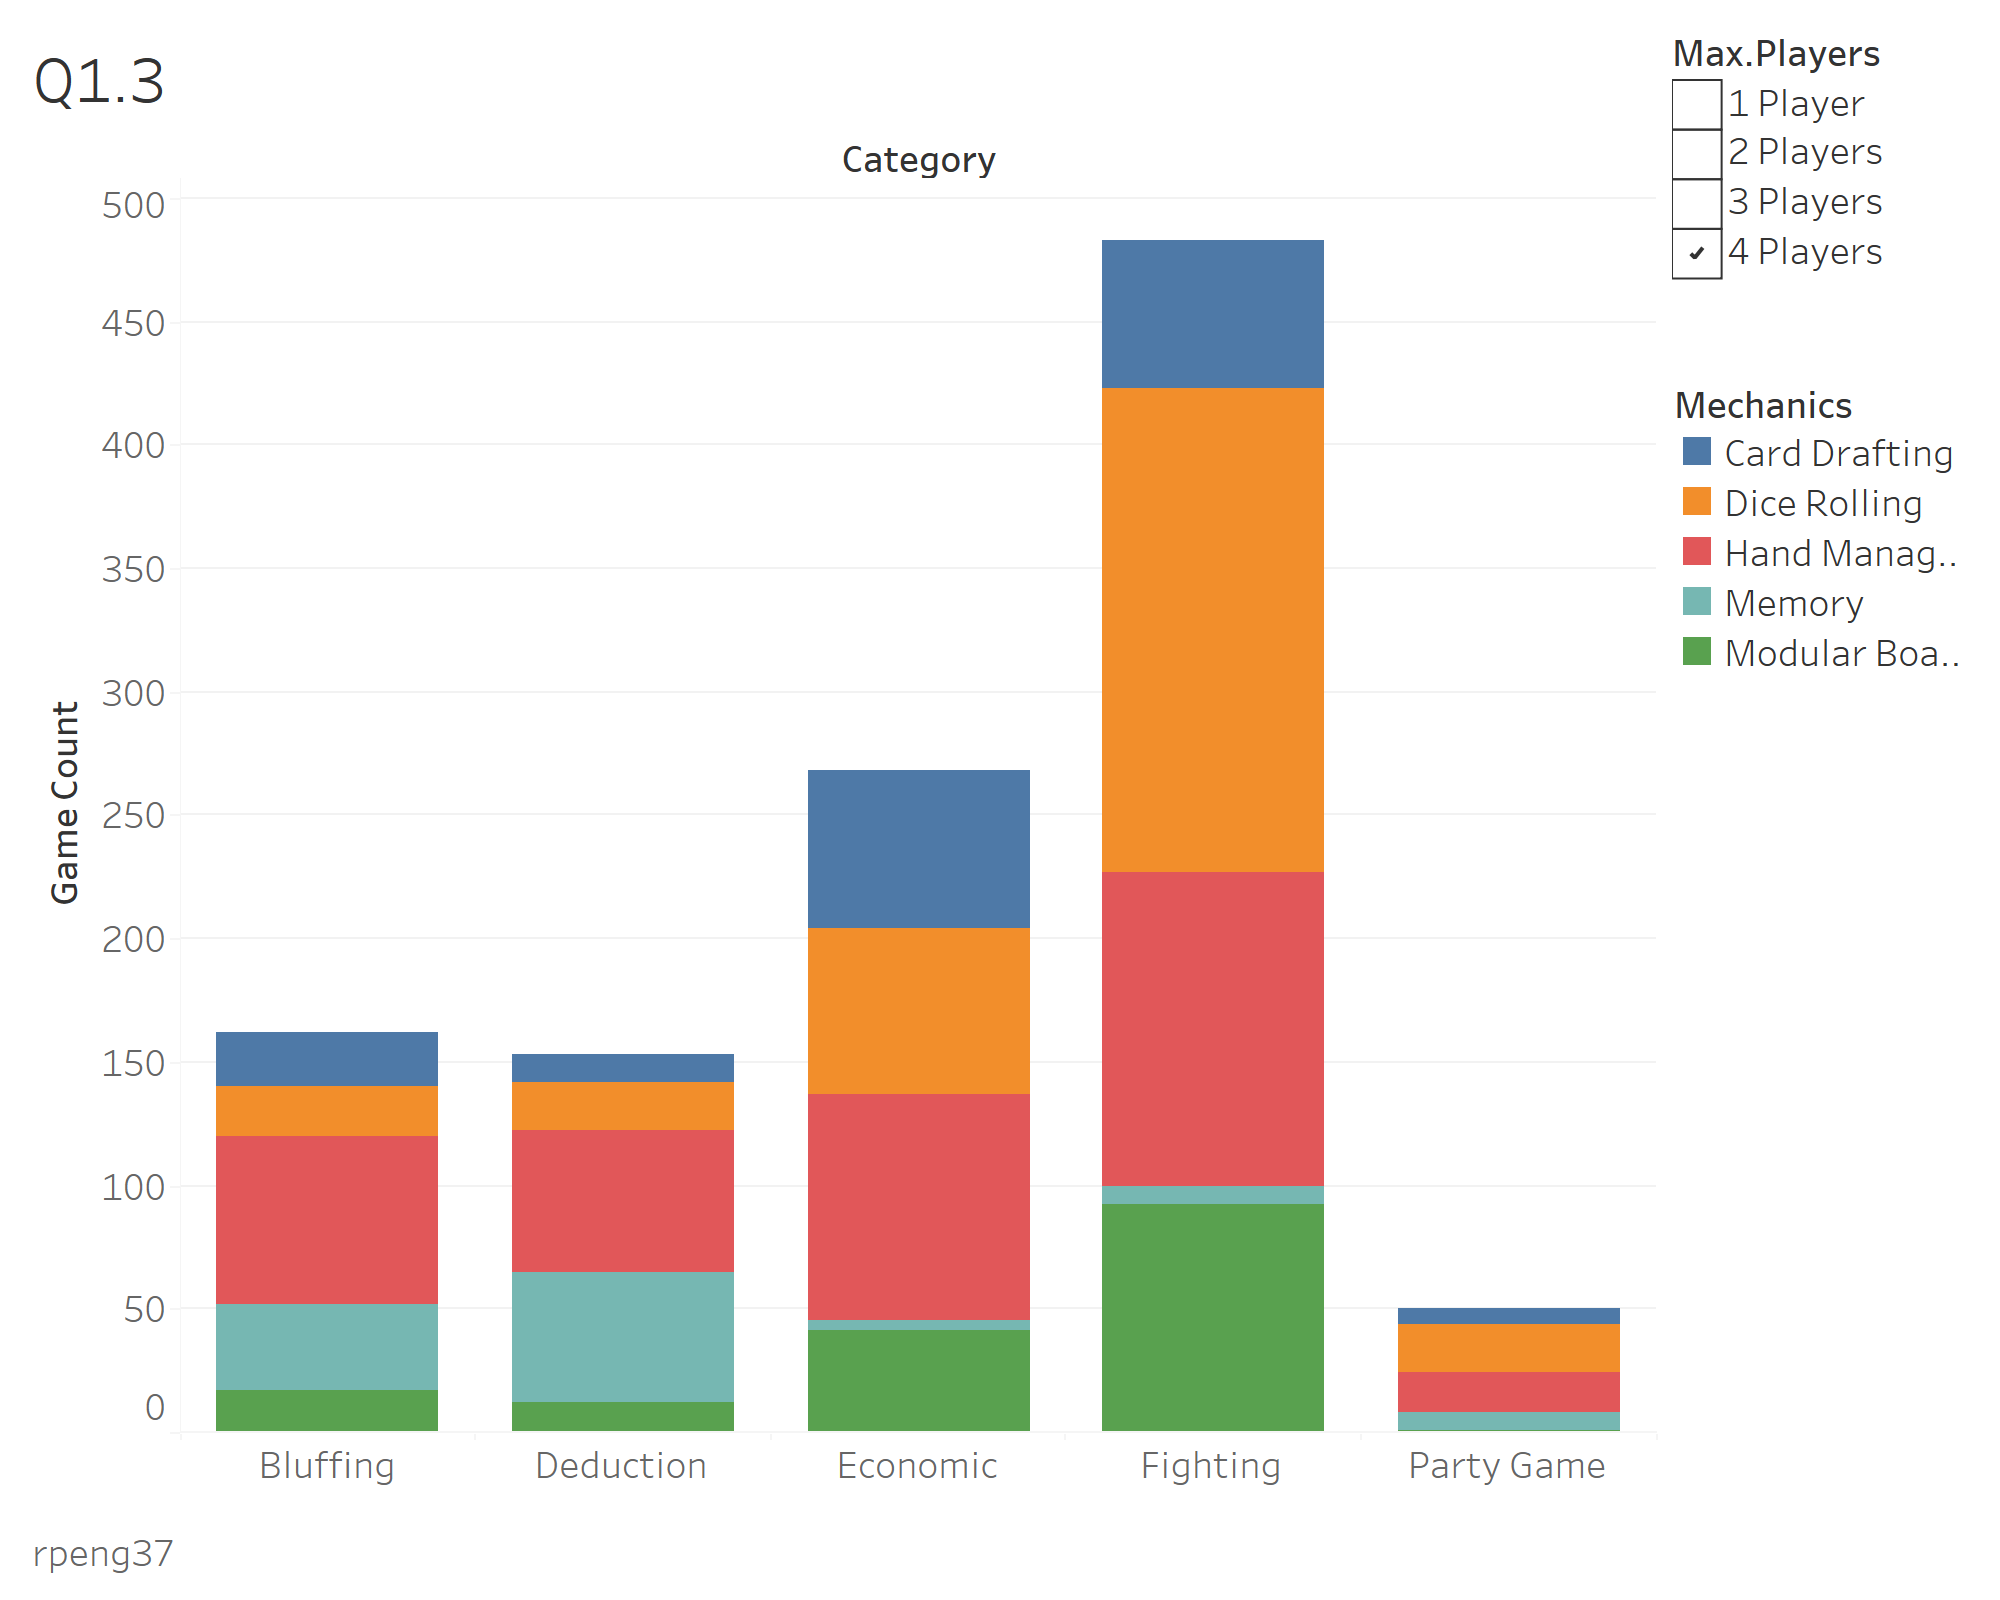 Q1.3
Category
500
450
400
350
300
250
200
150
100
50
0
Game Count
Bluffing
Deduction
Economic
Fighting
Party Game
Max.Players
1 Player
2 Players
3 Players
4 Players
Mechanics
Card Drafting
Dice Rolling
Hand Manag..
Memory
Modular Boa..
rpeng37